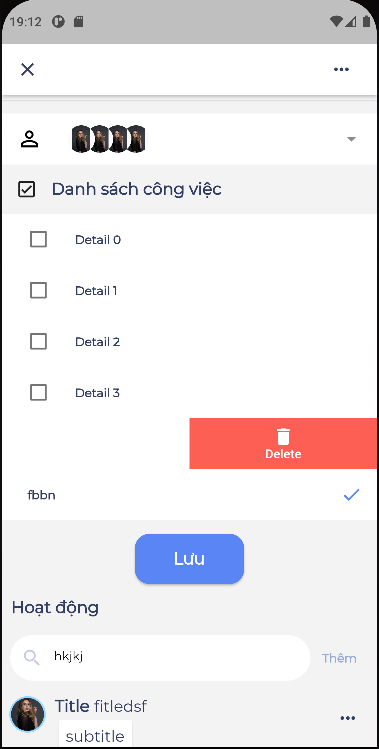 19:12
Danh sách công việc
Detail 0
Detail 1
Detail 2
Detail 3
Delete
fbbn
Lưu
Hoạt động
hkjkj
Thêm
Title fitledsf
subtitle